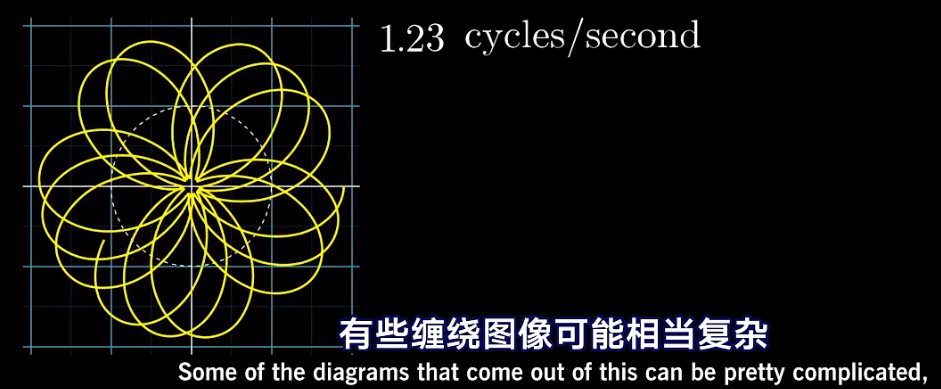 1.23 cycles/second
有些缠绕图像可能相当复杂
Some of the diagrams that come out of this can be pretty complicated,